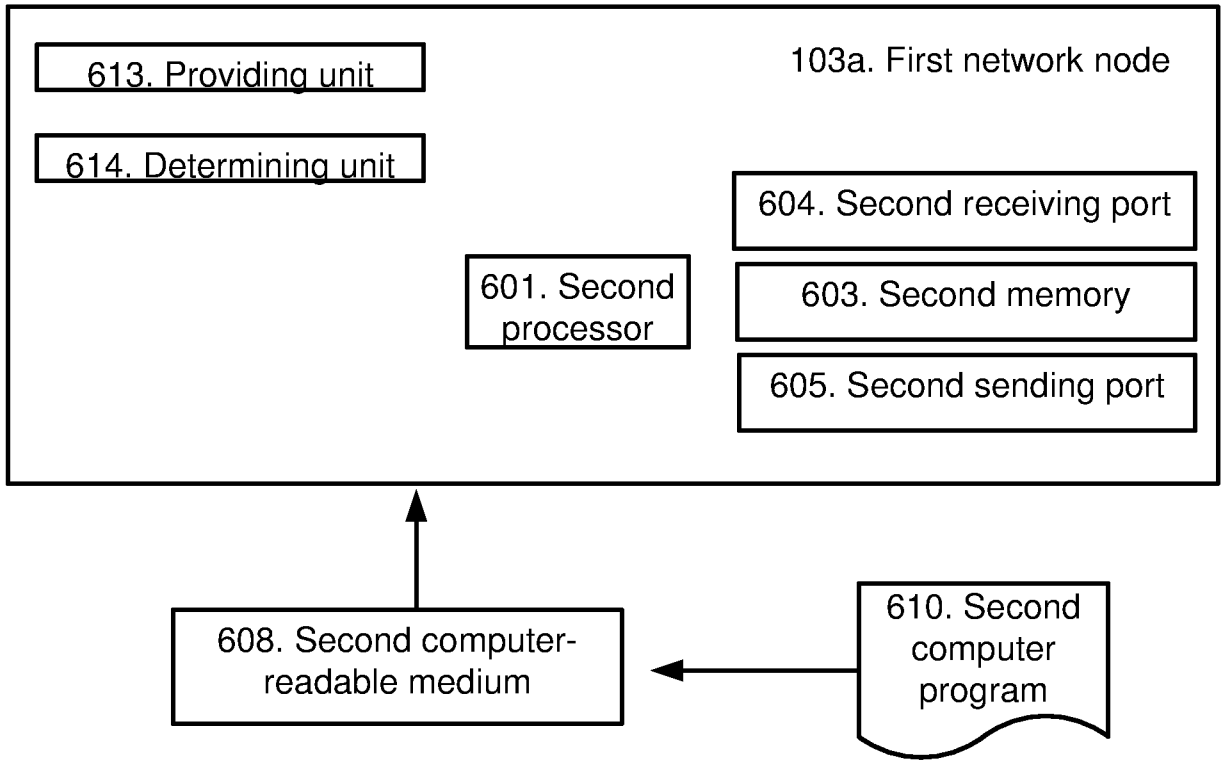 613. Providing unit
103a. First network node
614. Determining unit
604. Second receiving port
601. Second
processor
603. Second memory
605. Second sending port
608. Second computer-
readable medium
610. Second
computer
program